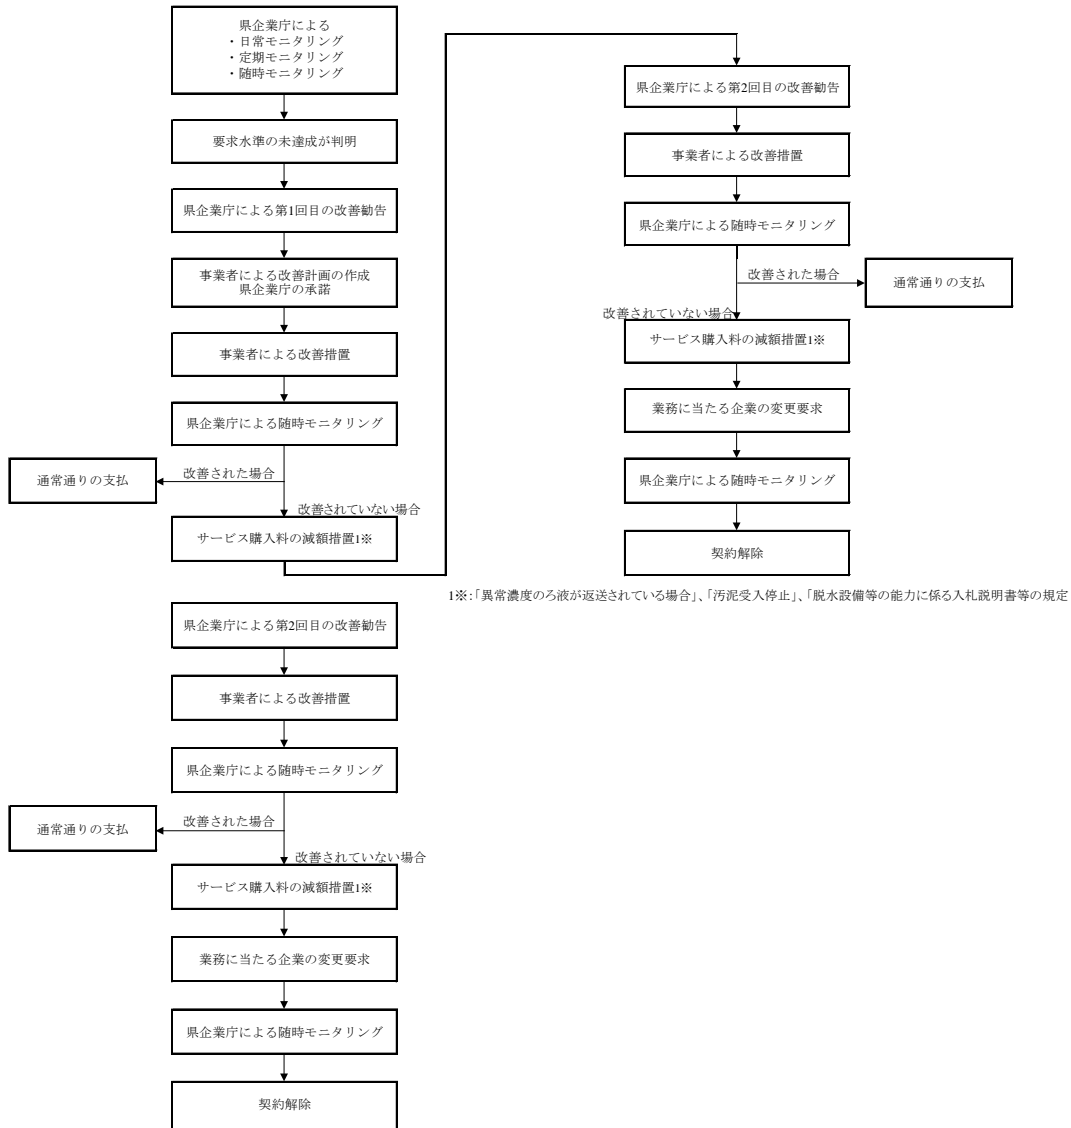 県企業庁による
・日常モニタリング
・定期モニタリング
・随時モニタリング
要求水準の未達成が判明
県企業庁による第1回目の改善勧告
事業者による改善計画の作成
県企業庁の承諾
事業者による改善措置
県企業庁による随時モニタリング
改善された場合
通常通りの支払
改善されていない場合
サービス購入料の減額措置1※
県企業庁による第2回目の改善勧告
事業者による改善措置
県企業庁による随時モニタリング
改善された場合
通常通りの支払
改善されていない場合
サービス購入料の減額措置1※
業務に当たる企業の変更要求
県企業庁による随時モニタリング
契約解除
1※:「異常濃度のろ液が返送されている場合」、「汚泥受入停止」、「脱水設備等の能力に係る入札説明書等の規定
県企業庁による第2回目の改善勧告
事業者による改善措置
県企業庁による随時モニタリング
改善された場合
通常通りの支払
改善されていない場合
サービス購入料の減額措置1※
業務に当たる企業の変更要求
県企業庁による随時モニタリング
契約解除